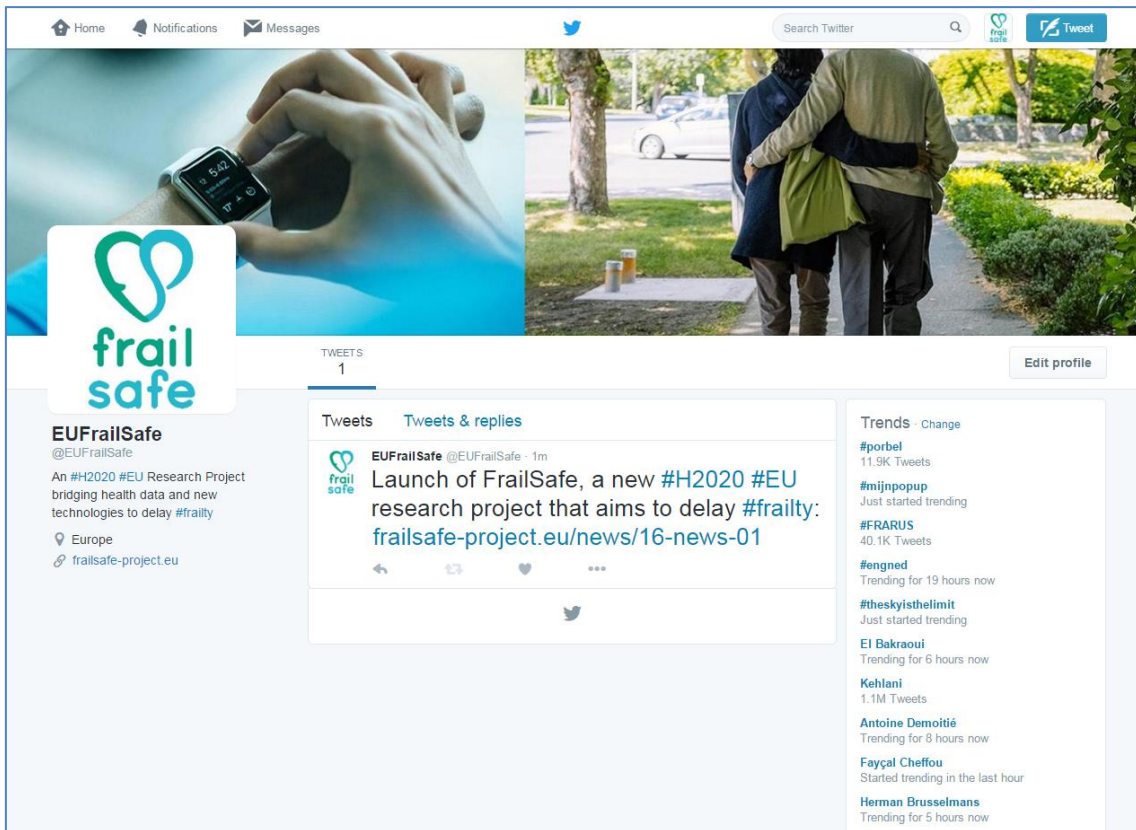 Home
Notifications
Messages
Search Twitter
frail
safe
Tweet
5:42
17°
frail
safe
TWEETS
1
Edit profile
EUFrailSafe
@EUFrailSafe
An #H2020 #EU Research Project
bridging health data and new
technologies to delay #frailty
Europe
frailsafe-project.eu
Tweets
Tweets & replies
frail
safe
EUFrailSafe @EUFrailSafe · 1m
Launch of FrailSafe, a new #H2020 #EU
research project that aims to delay #frailty:
frailsafe-project.eu/news/16-news-01
Trends · Change
#porbel
11.9K Tweets
#mijnpopup
Just started trending
#FRARUS
40.1K Tweets
#engned
Trending for 19 hours now
#theskyisthelimit
Just started trending
El Bakraoui
Trending for 6 hours now
Kehlani
1.1M Tweets
Antoine Demoitié
Trending for 8 hours now
Fayçal Cheffou
Started trending in the last hour
Herman Brusselmans
Trending for 5 hours now